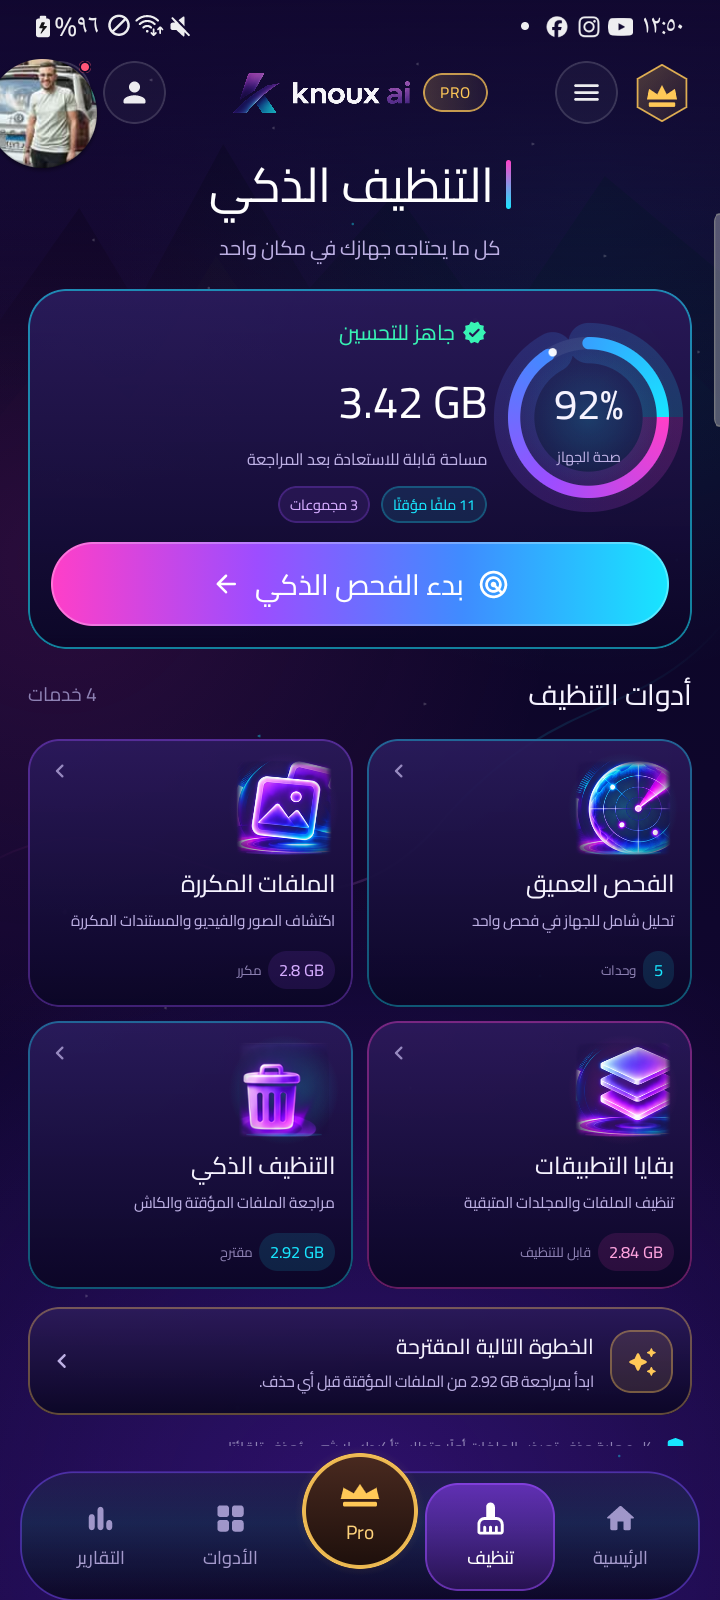 ١٢:٥٠
%٩٦
knoux ai
PRO
التنظيف الذكي
كل ما يحتاجه جهازك في مكان واحد
92%
صحة الجهاز
جاهز للتحسين
3.42 GB
مساحة قابلة للاستعادة بعد المراجعة
11 ملفًا مؤقتًا
3 مجموعات
بدء الفحص الذكي
أدوات التنظيف
4 خدمات
الفحص العميق
تحليل شامل للجهاز في فحص واحد
5 وحدات
الملفات المكررة
اكتشاف الصور والفيديو والمستندات المكررة
2.8 GB مكرر
بقايا التطبيقات
تنظيف الملفات والمجلدات المتبقية
2.84 GB قابل للتنظيف
التنظيف الذكي
مراجعة الملفات المؤقتة والكاش
2.92 GB مقترح
الخطوة التالية المقترحة
ابدأ بمراجعة 2.92 GB من الملفات المؤقتة قبل أي حذف.
الرئيسية
تنظيف
Pro
الأدوات
التقارير